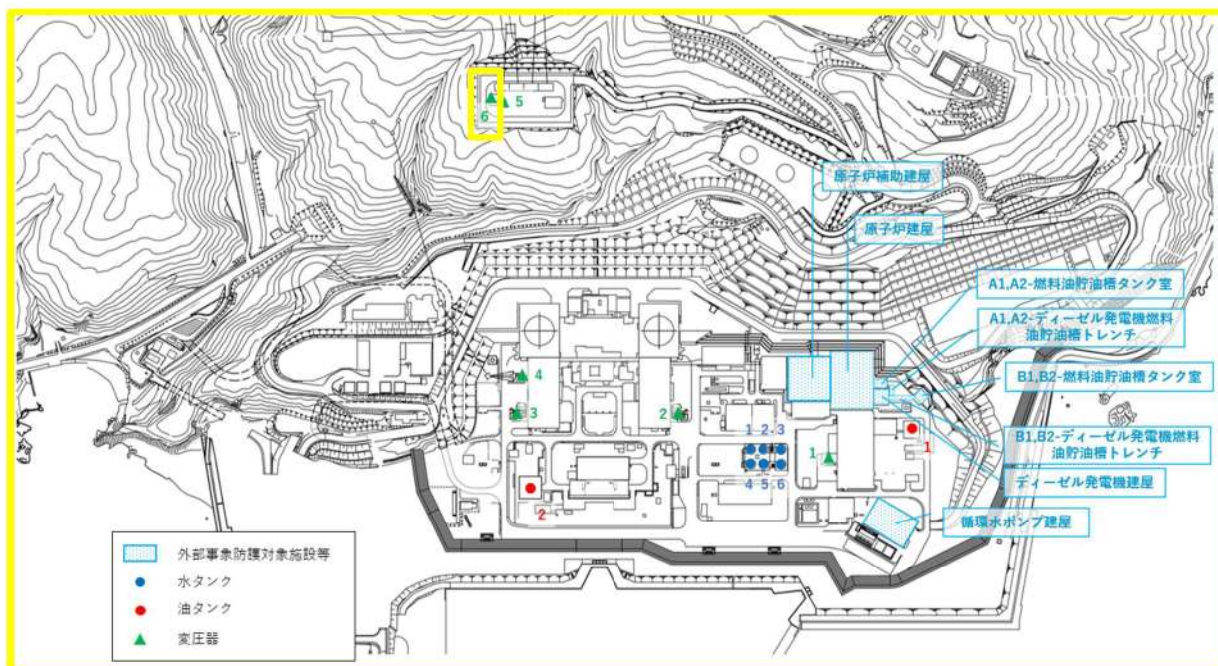 5
6
原子炉補助建屋
原子炉建屋
A1,A2-燃料油貯油槽タンク室
A1,A2-ディーゼル発電機燃料
油貯油槽トレンチ
B1,B2-燃料油貯油槽タンク室
B1,B2-ディーゼル発電機燃料
油貯油槽トレンチ
ディーゼル発電機建屋
循環水ポンプ建屋
4
3
2
1 2 3
4 5 6
1
1
2
外部事象防護対象施設等
水タンク
油タンク
変圧器